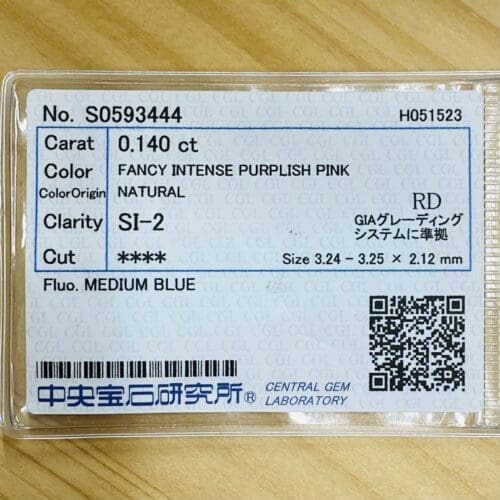 No. S0593444 H051523
Carat 0.140 ct
Color FANCY INTENSE PURPLISH PINK
ColorOrigin NATURAL
RD
Clarity SI-2 GIAグレーディング
システムに準拠
Cut **** Size 3.24 - 3.25 × 2.12 mm
Fluo. MEDIUM BLUE
中央宝石研究所® CENTRAL GEM
LABORATORY